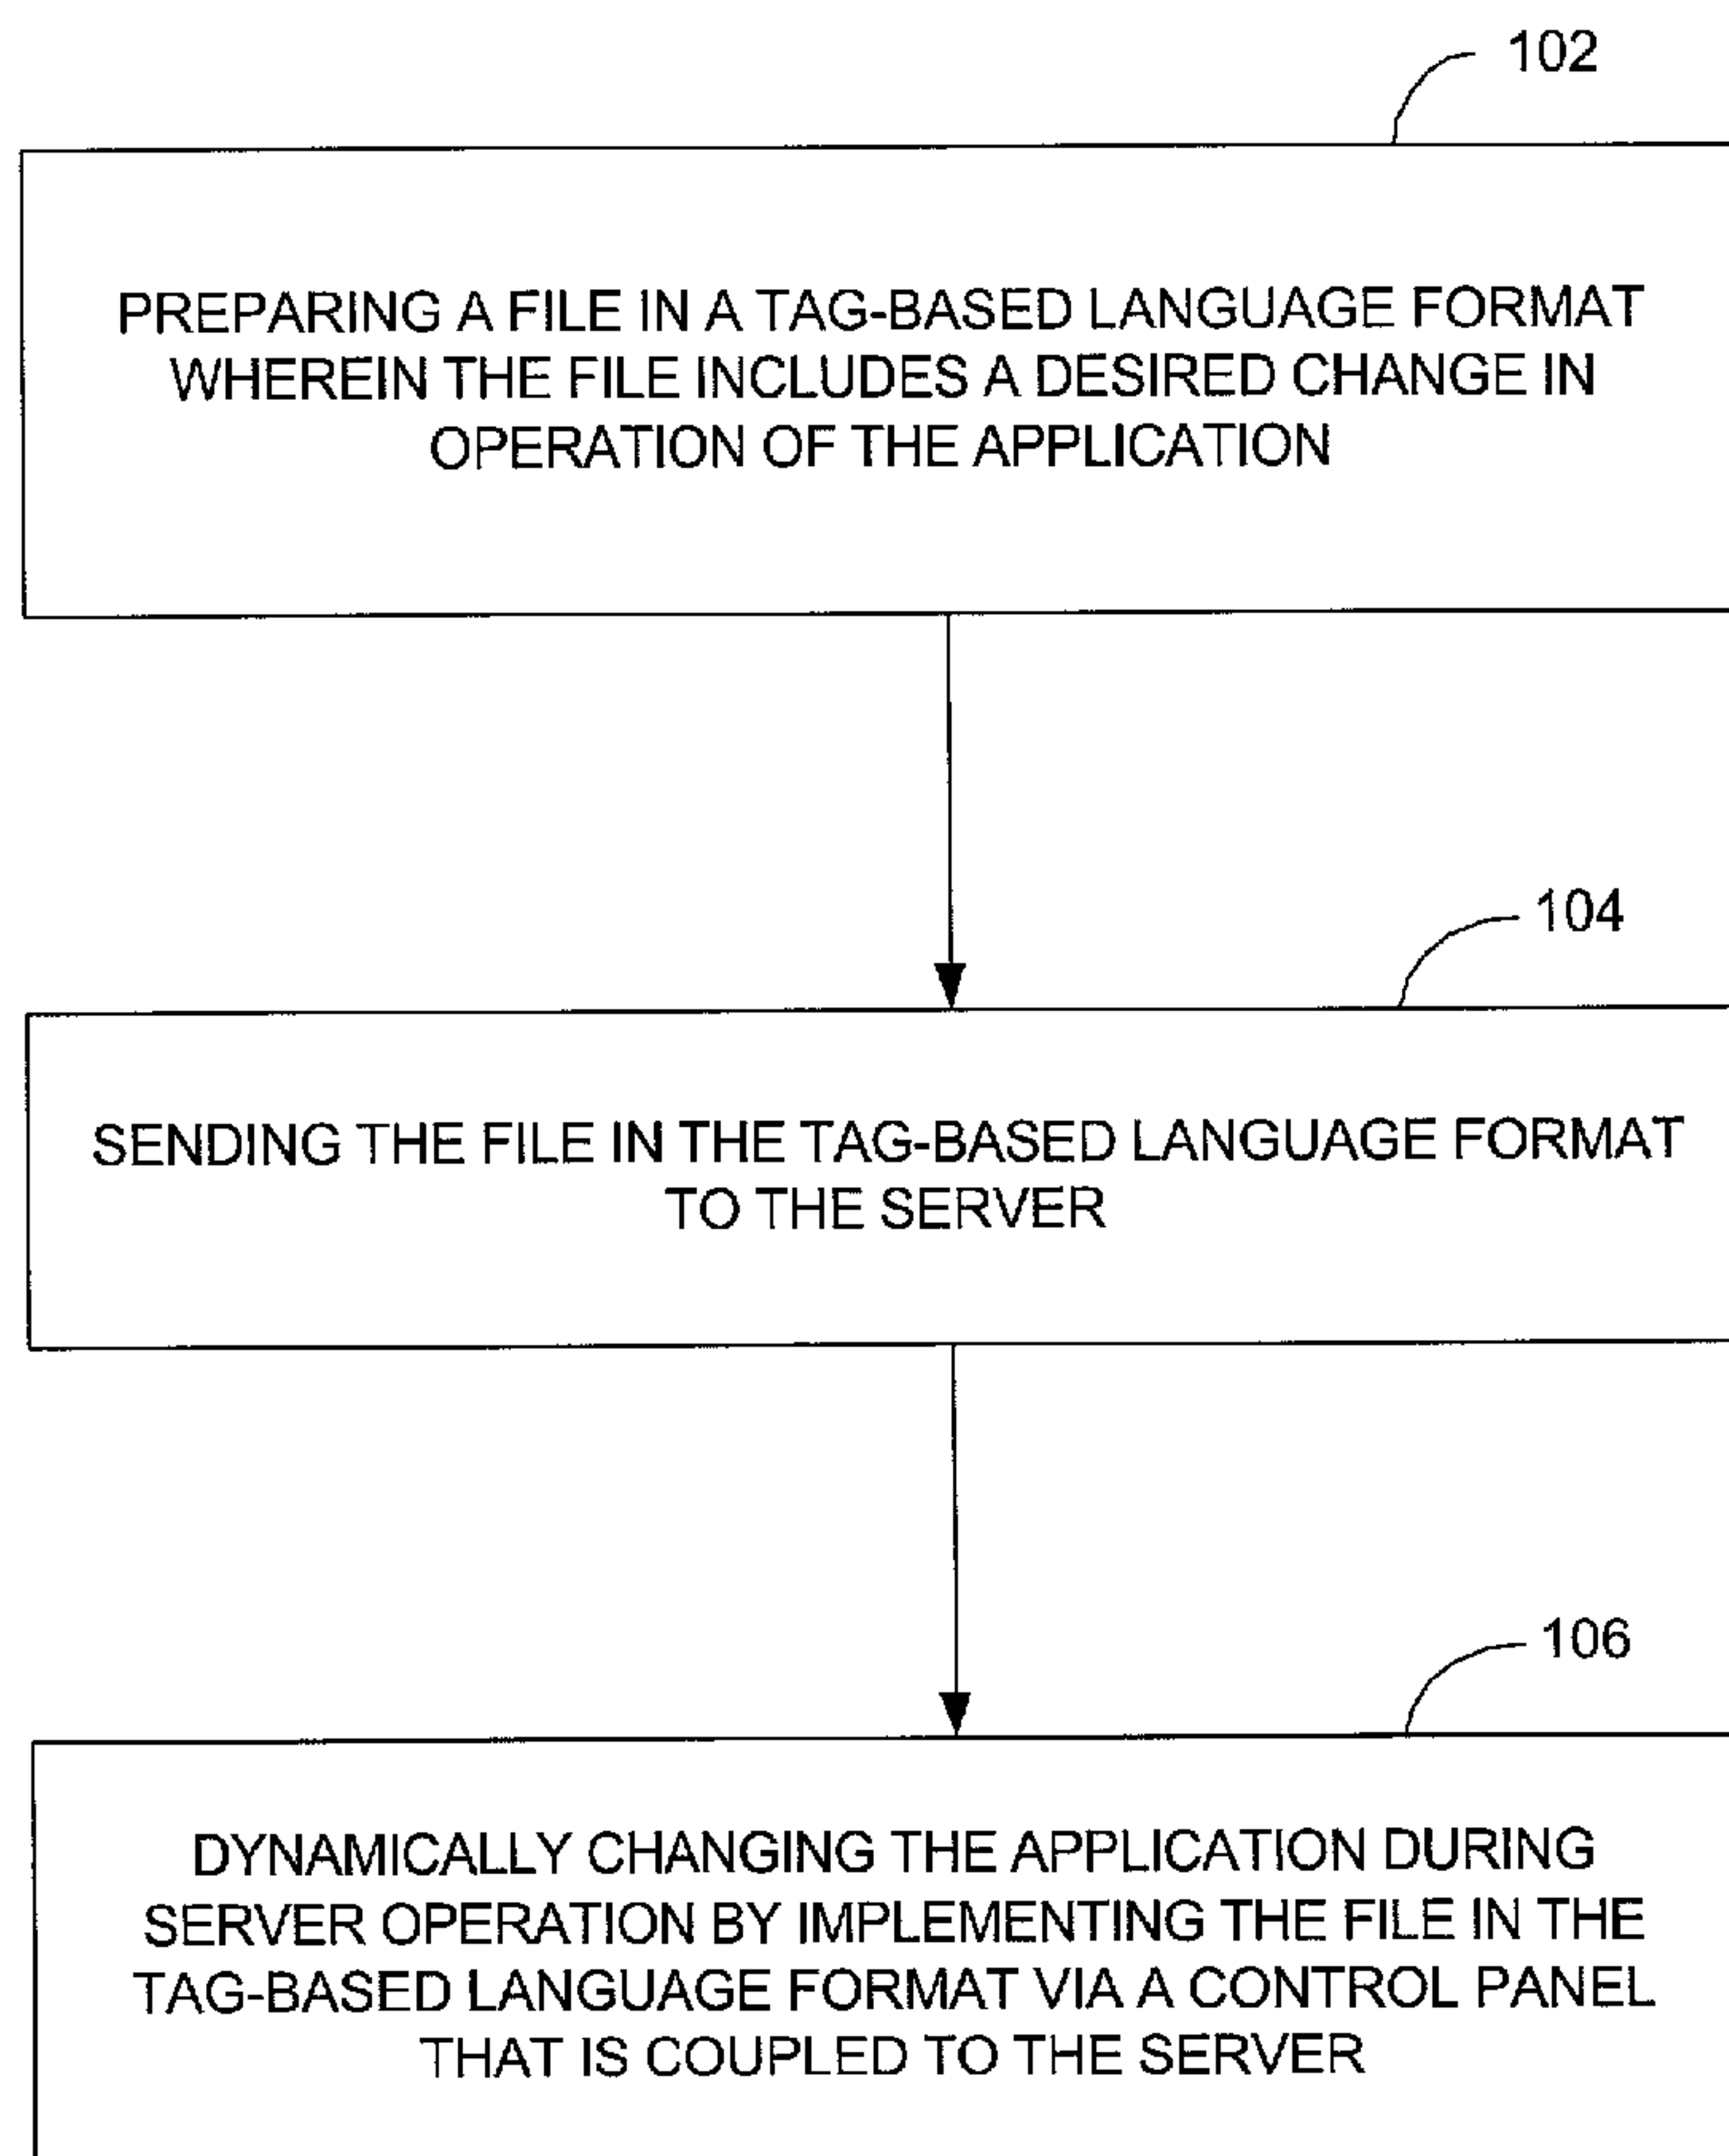 102
PREPARING A FILE IN A TAG-BASED LANGUAGE FORMAT
WHEREIN THE FILE INCLUDES A DESIRED CHANGE IN
OPERATION OF THE APPLICATION
104
SENDING THE FILE IN THE TAG-BASED LANGUAGE FORMAT
TO THE SERVER
106
DYNAMICALLY CHANGING THE APPLICATION DURING
SERVER OPERATION BY IMPLEMENTING THE FILE IN THE
TAG-BASED LANGUAGE FORMAT VIA A CONTROL PANEL
THAT IS COUPLED TO THE SERVER